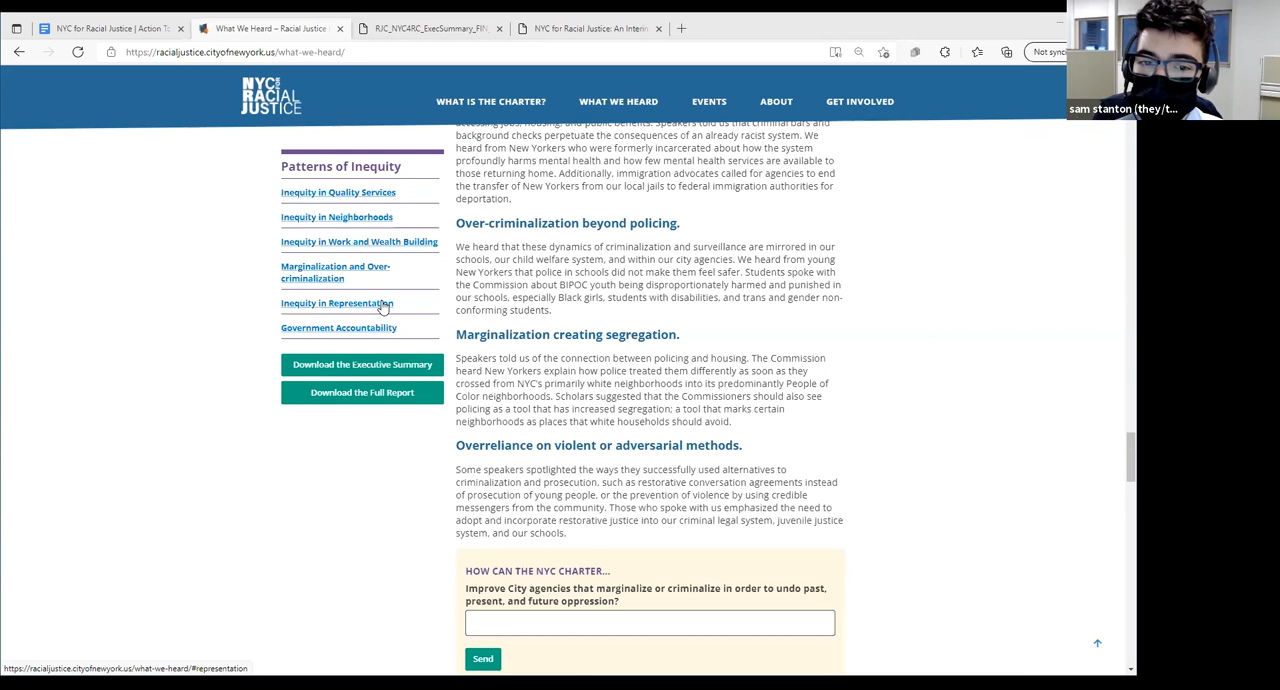 NYC for Racial Justice | Action To
What We Heard – Racial Justice
RJC_NYC4RC_ExecSummary_FIN
NYC for Racial Justice: An Interin
https://racialjustice.cityofnewyork.us/what-we-heard/
Not sync
sam stanton (they/t...
NYC
FOR
RACIAL
JUSTICE
WHAT IS THE CHARTER?
WHAT WE HEARD
EVENTS
ABOUT
GET INVOLVED
Patterns of Inequity
Inequity in Quality Services
Inequity in Neighborhoods
Inequity in Work and Wealth Building
Marginalization and Over-
criminalization
Inequity in Representation
Government Accountability
Download the Executive Summary
Download the Full Report
accessing jobs, housing, and public benefits. Speakers told us that criminal bars and
background checks perpetuate the consequences of an already racist system. We
heard from New Yorkers who were formerly incarcerated about how the system
profoundly harms mental health and how few mental health services are available to
those returning home. Additionally, immigration advocates called for agencies to end
the transfer of New Yorkers from our local jails to federal immigration authorities for
deportation.
Over-criminalization beyond policing.
We heard that these dynamics of criminalization and surveillance are mirrored in our
schools, our child welfare system, and within our city agencies. We heard from young
New Yorkers that police in schools did not make them feel safer. Students spoke with
the Commission about BIPOC youth being disproportionately harmed and punished in
our schools, especially Black girls, students with disabilities, and trans and gender non-
conforming students.
Marginalization creating segregation.
Speakers told us of the connection between policing and housing. The Commission
heard New Yorkers explain how police treated them differently as soon as they
crossed from NYC's primarily white neighborhoods into its predominantly People of
Color neighborhoods. Scholars suggested that the Commissioners should also see
policing as a tool that has increased segregation; a tool that marks certain
neighborhoods as places that white households should avoid.
Overreliance on violent or adversarial methods.
Some speakers spotlighted the ways they successfully used alternatives to
criminalization and prosecution, such as restorative conversation agreements instead
of prosecution of young people, or the prevention of violence by using credible
messengers from the community. Those who spoke with us emphasized the need to
adopt and incorporate restorative justice into our criminal legal system, juvenile justice
system, and our schools.
HOW CAN THE NYC CHARTER...
Improve City agencies that marginalize or criminalize in order to undo past,
present, and future oppression?
Send
https://racialjustice.cityofnewyork.us/what-we-heard/#representation